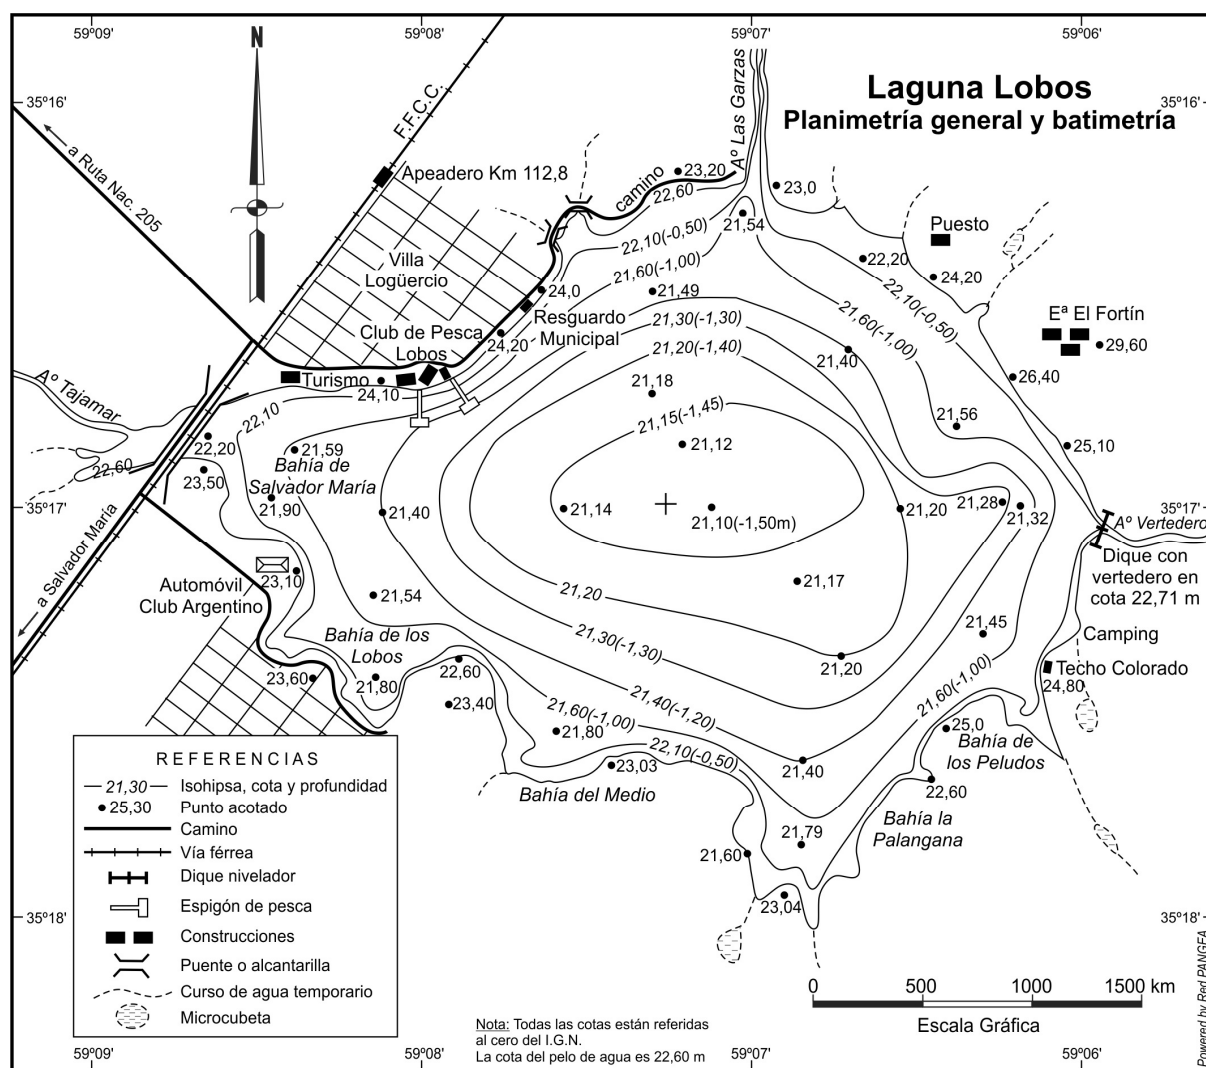 59º09'
59º08'
59º07'
59º06'
N
Laguna Lobos
Planimetría general y batimetría
35º16'
35º16'
a Ruta Nac. 205
F.F.C.C.
Apeadero Km 112,8
camino
23,20
22,60
Aº Las Garzas
23,0
21,54
22,10(-0,50)
21,60(-1,00)
Puesto
22,20
24,20
22,10(-0,50)
21,60(-1,00)
Villa
Logüercio
24,0
21,49
Resguardo
Municipal
21,30(-1,30)
21,20(-1,40)
21,40
Eª El Fortín
29,60
26,40
Club de Pesca
Lobos
24,20
Turismo
24,10
21,18
21,15(-1,45)
21,12
21,56
25,10
Aº Tajamar
22,10
22,20
22,60
23,50
21,59
Bahía de
Salvador María
21,90
21,40
21,14
21,10(-1,50m)
21,20
21,28
21,32
35º17'
35º17'
Aº Vertedero
Dique con
vertedero en
cota 22,71 m
a Salvador María
Automóvil
Club Argentino
23,10
21,54
21,20
21,17
21,30(-1,30)
21,45
Camping
Bahía de los
Lobos
21,20
Techo Colorado
24,80
23,60
21,80
22,60
23,40
21,40(-1,20)
21,60(-1,00)
21,60(-1,00)
21,80
22,10(-0,50)
23,03
21,40
25,0
Bahía de
los Peludos
22,60
Bahía del Medio
Bahía la
Palangana
21,79
21,60
23,04
REFERENCIAS
21,30 Isohipsa, cota y profundidad
25,30 Punto acotado
Camino
Vía férrea
Dique nivelador
Espigón de pesca
Construcciones
Puente o alcantarilla
Curso de agua temporario
Microcubeta
35º18'
35º18'
0 500 1000 1500 km
Escala Gráfica
Nota: Todas las cotas están referidas
al cero del I.G.N.
La cota del pelo de agua es 22,60 m
Powered by Red PANGEA
59º09'
59º08'
59º07'
59º06'